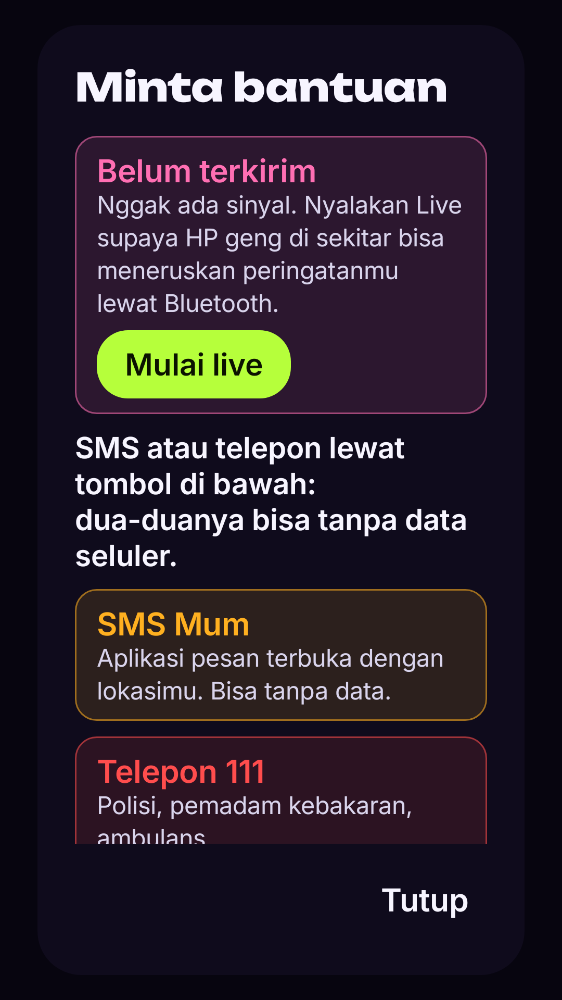 Minta bantuan
Belum terkirim
Nggak ada sinyal. Nyalakan Live
supaya HP geng di sekitar bisa
meneruskan peringatanmu
lewat Bluetooth.
Mulai live
SMS atau telepon lewat
tombol di bawah:
dua-duanya bisa tanpa data
seluler.
SMS Mum
Aplikasi pesan terbuka dengan
lokasimu. Bisa tanpa data.
Telepon 111
Polisi, pemadam kebakaran,
ambulans
Tutup